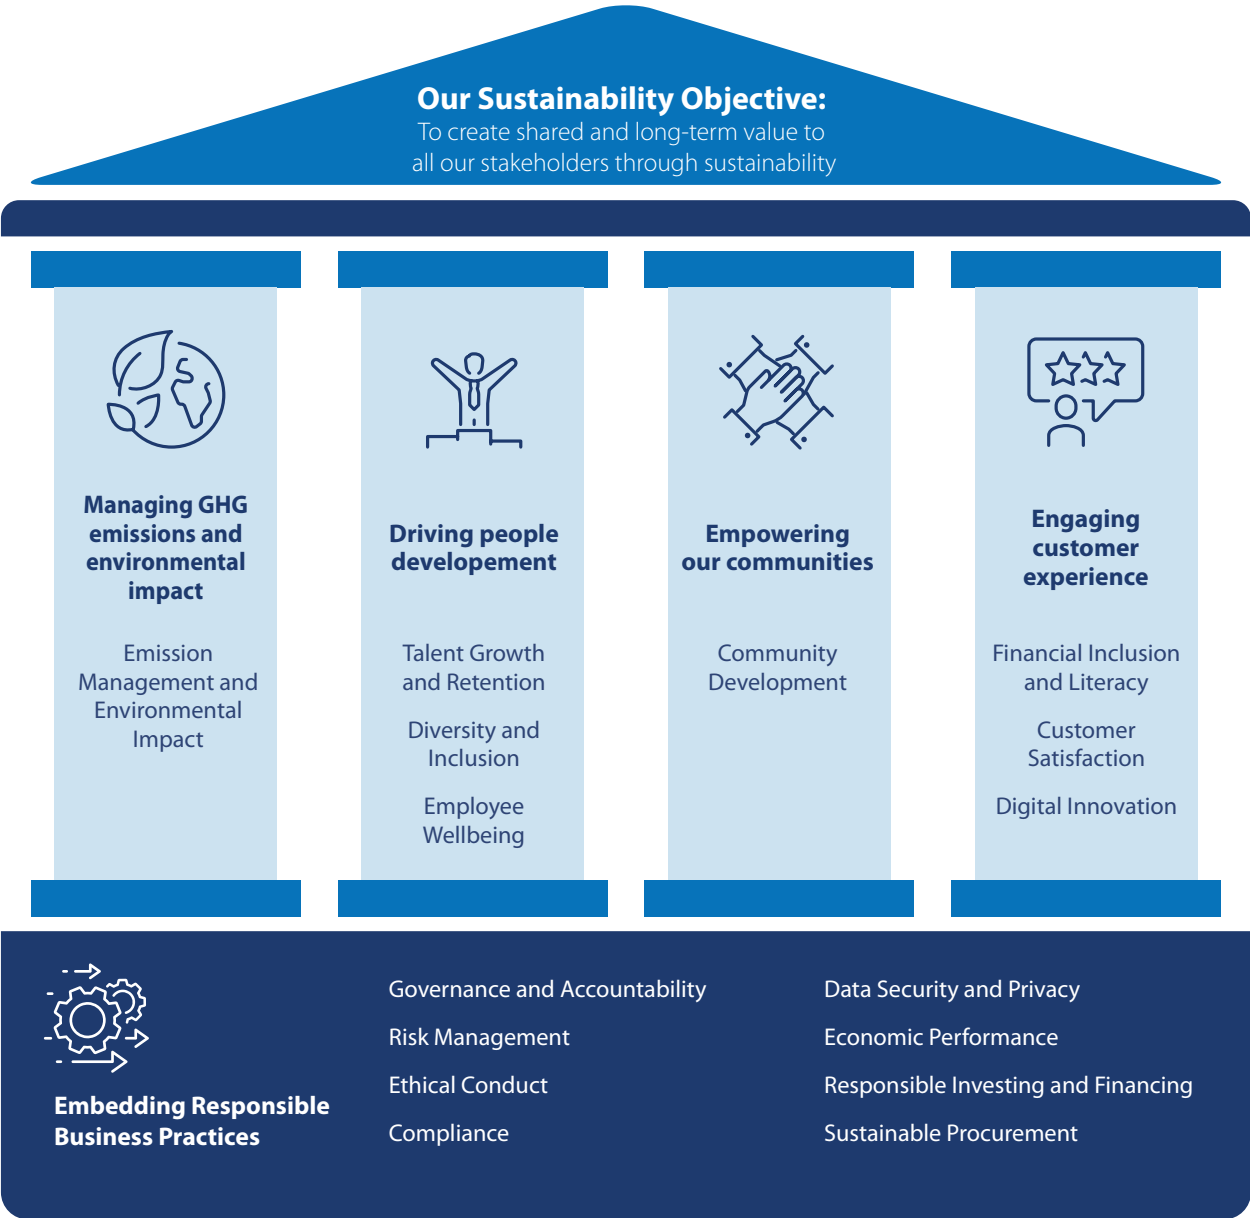 Our Sustainability Objective:
To create shared and long-term value to
all our stakeholders through sustainability
Managing GHG
emissions and
environmental
impact
Emission
Management and
Environmental
Impact
Driving people
developement
Talent Growth
and Retention
Diversity and
Inclusion
Employee
Wellbeing
Empowering
our communities
Community
Development
Engaging
customer
experience
Financial Inclusion
and Literacy
Customer
Satisfaction
Digital Innovation
Embedding Responsible
Business Practices
Governance and Accountability
Risk Management
Ethical Conduct
Compliance
Data Security and Privacy
Economic Performance
Responsible Investing and Financing
Sustainable Procurement